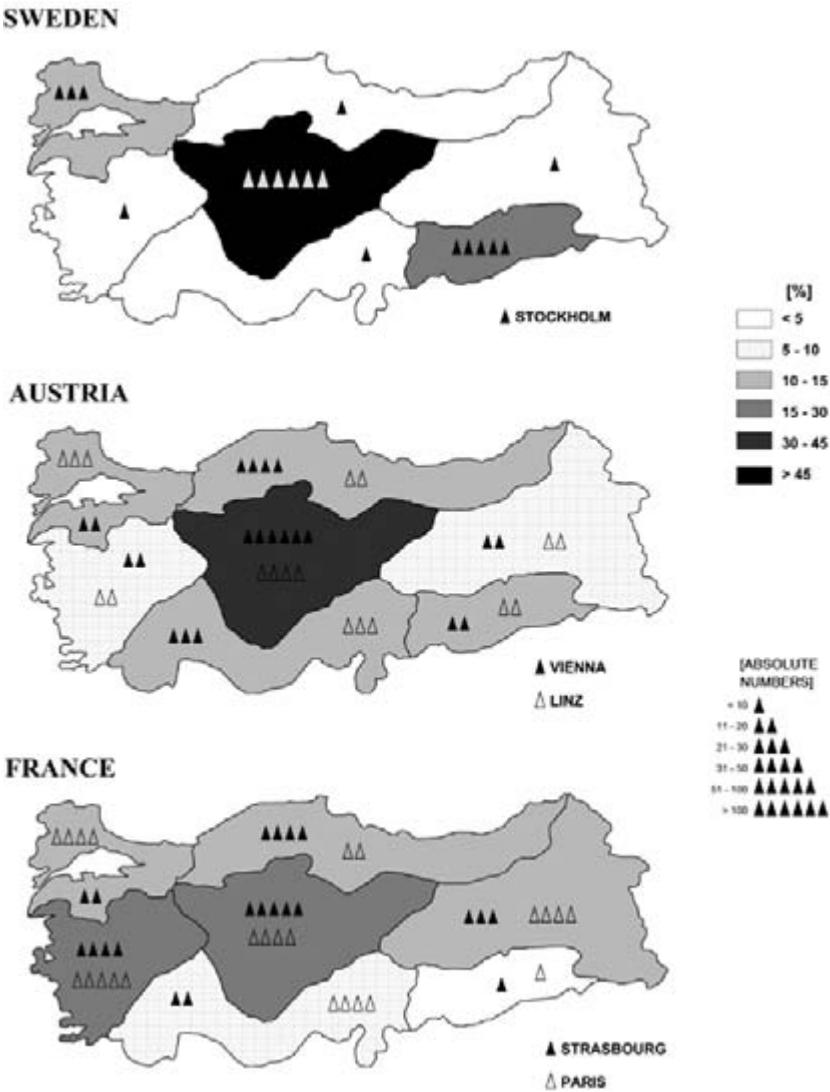 SWEDEN
STOCKHOLM
[%]
< 5
5 - 10
10 - 15
15 - 30
30 - 45
> 45
AUSTRIA
VIENNA
LINZ
[ABSOLUTE
NUMBERS]
< 10
11 - 20
21 - 30
31 - 50
51 - 100
> 100
FRANCE
STRASBOURG
PARIS